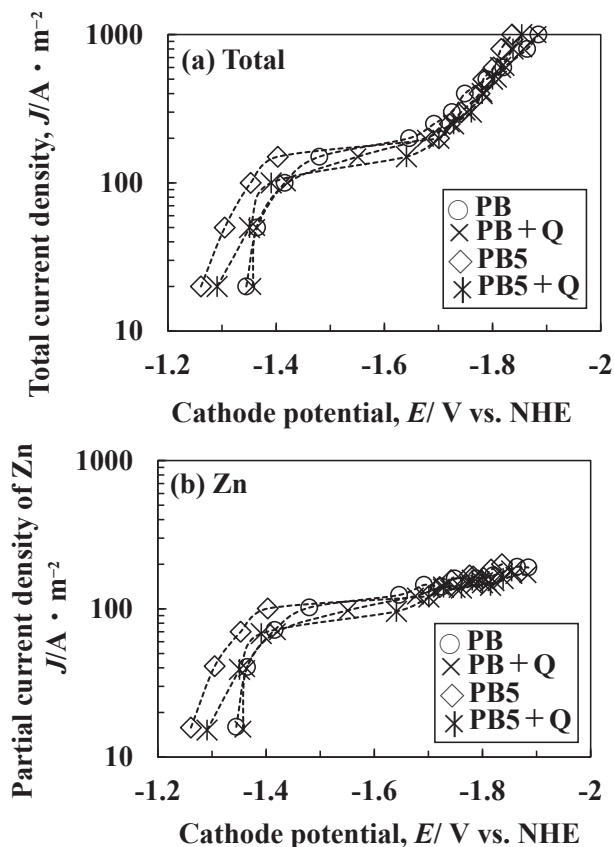 1000
(a) Total
Total current density, J/A・m⁻²
100
PB
PB+Q
PB5
PB5+Q
10
-1.2 -1.4 -1.6 -1.8 -2
Cathode potential, E/ V vs. NHE
1000
(b) Zn
Partial current density of Zn
J/A・m⁻²
100
PB
PB+Q
PB5
PB5+Q
10
-1.2 -1.4 -1.6 -1.8 -2
Cathode potential, E/ V vs. NHE